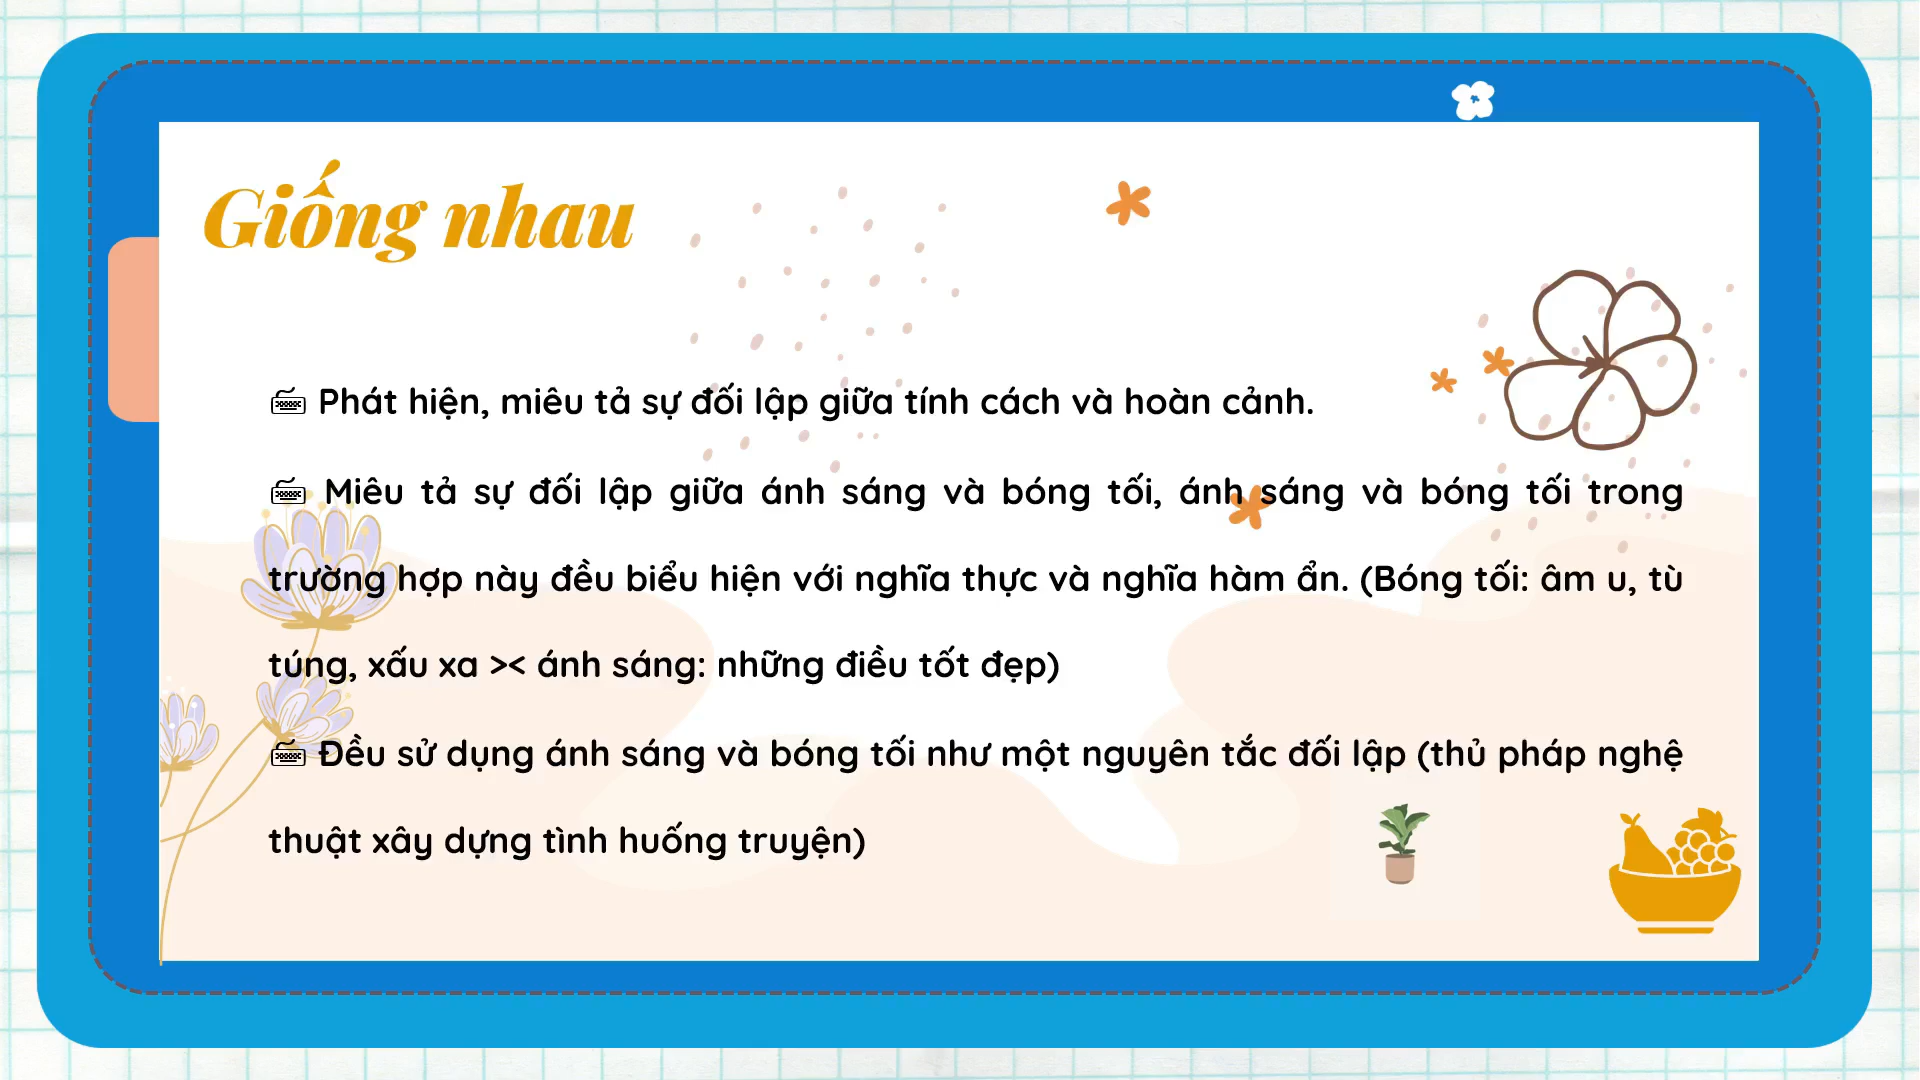 Giống nhau
🖮 Phát hiện, miêu tả sự đối lập giữa tính cách và hoàn cảnh.
🖮 Miêu tả sự đối lập giữa ánh sáng và bóng tối, ánh sáng và bóng tối trong
trường hợp này đều biểu hiện với nghĩa thực và nghĩa hàm ẩn. (Bóng tối: âm u, tù
túng, xấu xa >< ánh sáng: những điều tốt đẹp)
🖮 Đều sử dụng ánh sáng và bóng tối như một nguyên tắc đối lập (thủ pháp nghệ
thuật xây dựng tình huống truyện)